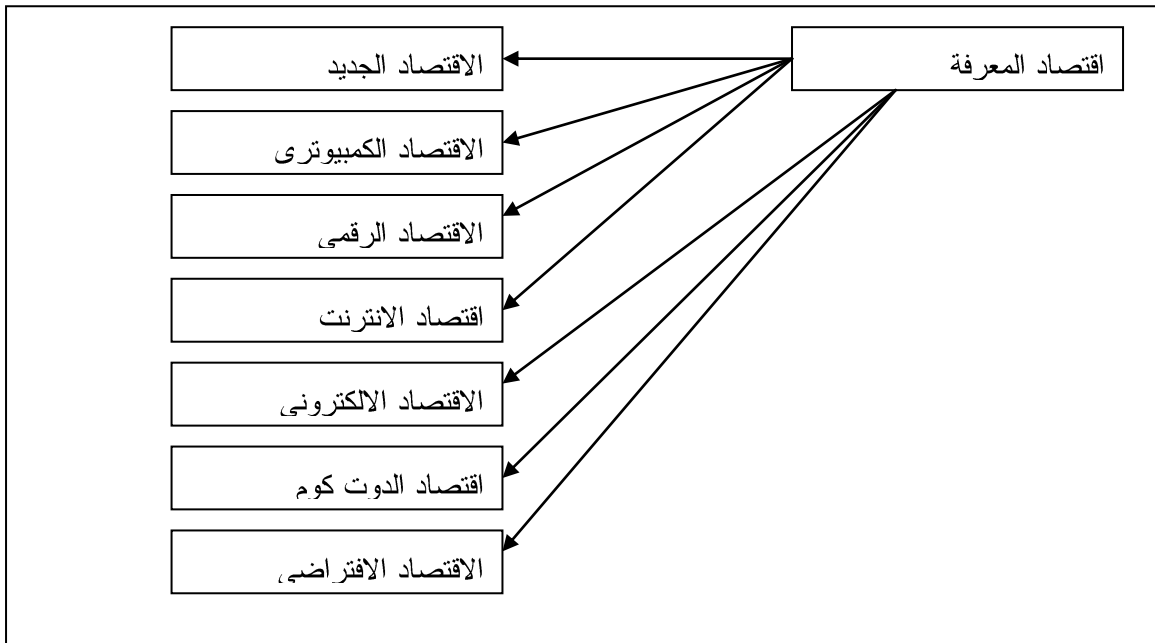 اقتصاد المعرفة
الاقتصاد الجديد
الاقتصاد الكمبيوترى
الاقتصاد الرقمى
اقتصاد الانترنت
الاقتصاد الالكترونى
اقتصاد الدوت كوم
الاقتصاد الافتراضى